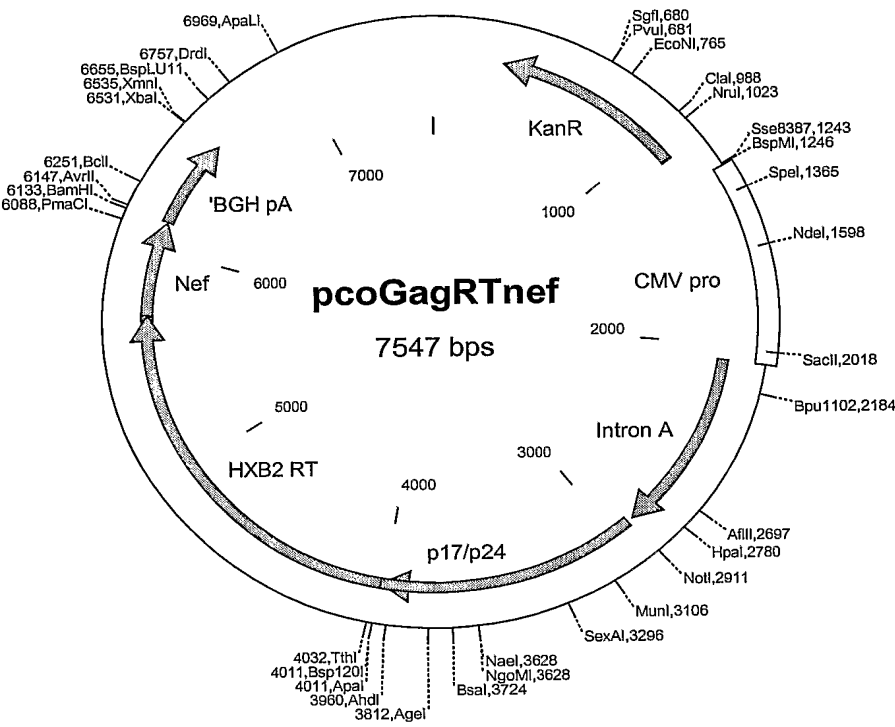 6969,ApaLI
6757,DrdI
6655,BspLU11
6535,XmnI
6531,XbaI
6251,BclI
6147,AvrII
6133,BamHI
6088,PmaCI
SgfI,680
PvuI,681
EcoNI,765
ClaI,988
NruI,1023
Sse8387,1243
BspMI,1246
SpeI,1365
NdeI,1598
SacII,2018
Bpu1102,2184
KanR
7000
1000
'BGH pA
Nef
6000
CMV pro
pcoGagRTnef
7547 bps
2000
5000
Intron A
3000
HXB2 RT
4000
p17/p24
AflII,2697
HpaI,2780
NotI,2911
MunI,3106
SexAI,3296
NaeI,3628
NgoMI,3628
BsaI,3724
4032,TthI
4011,Bsp120I
4011,ApaI
3960,AhdI
3812,AgeI